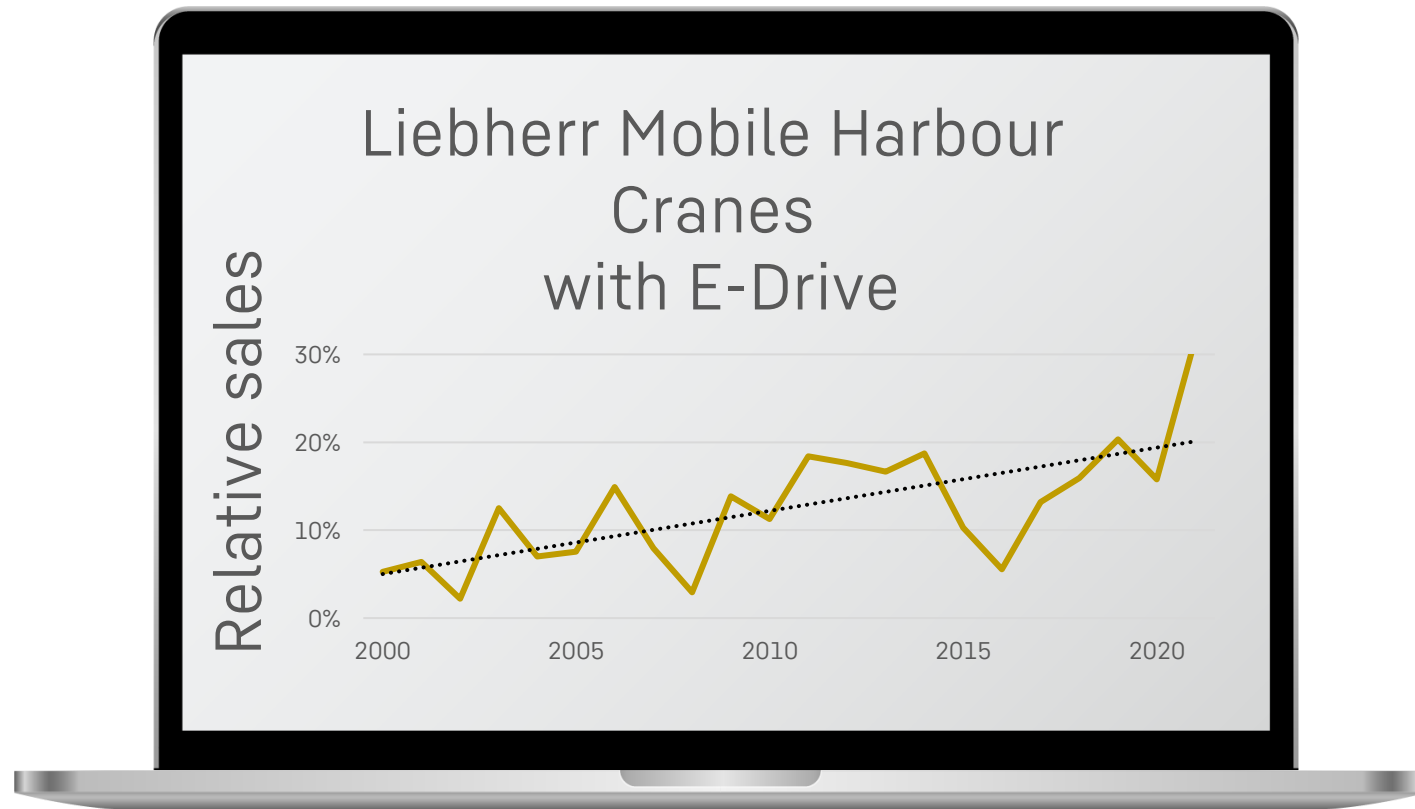 Liebherr Mobile Harbour
Cranes
with E-Drive
Relative sales
30%
20%
10%
0%
2000 2005 2010 2015 2020